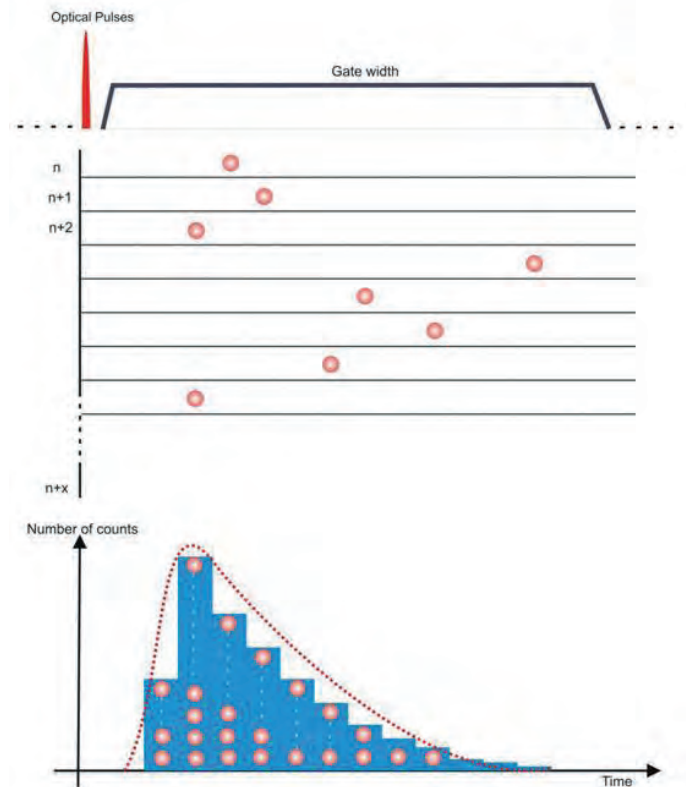 Optical Pulses
Gate width
n
n+1
n+2
n+x
Number of counts
Time